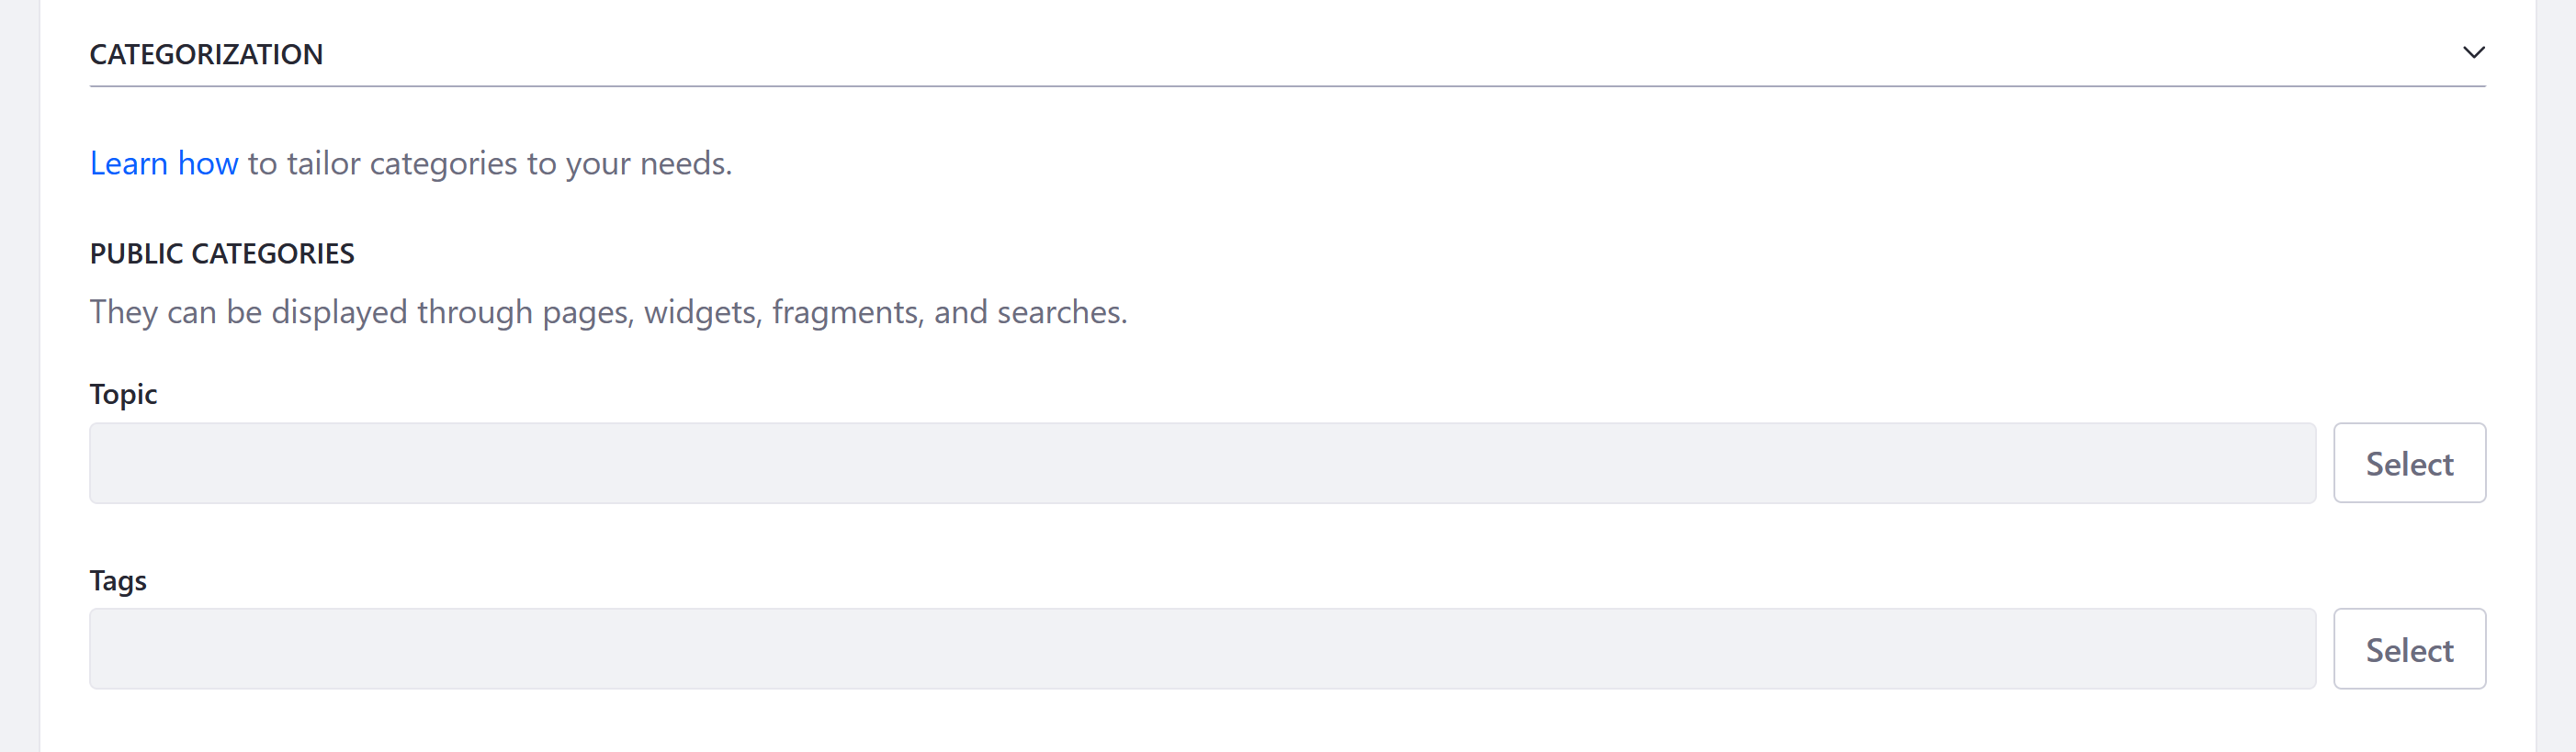 CATEGORIZATION
Learn how to tailor categories to your needs.
PUBLIC CATEGORIES
They can be displayed through pages, widgets, fragments, and searches.
Topic
Select
Tags
Select